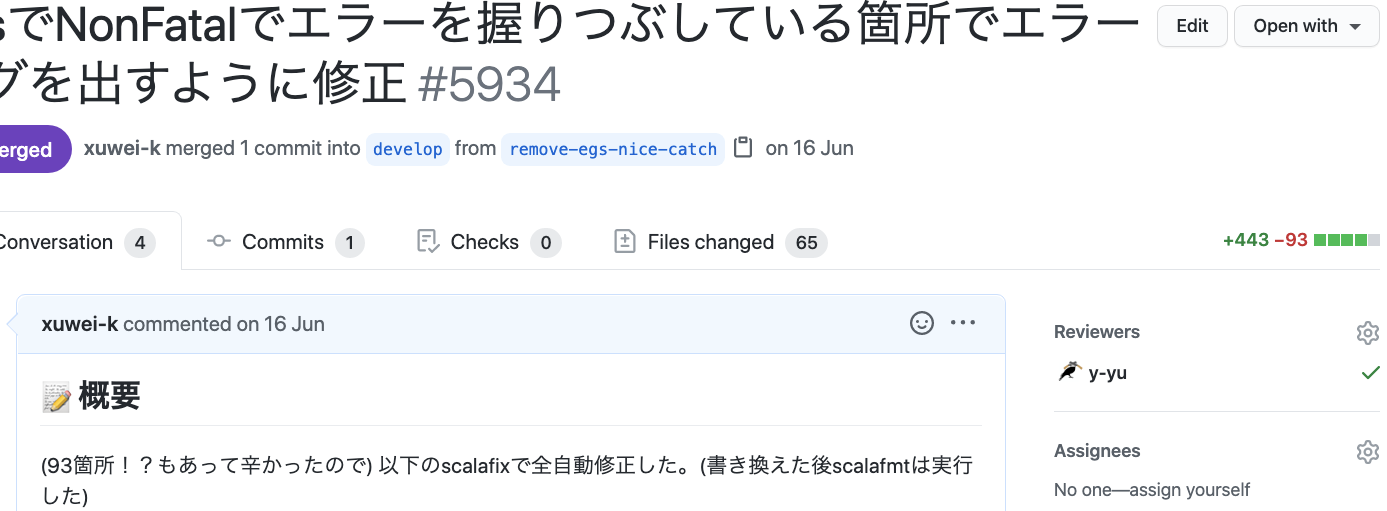 sでNonFatalでエラーを握りつぶしている箇所でエラー
グを出すように修正 #5934
Edit
Open with
erged
xuwei-k merged 1 commit into develop from remove-egs-nice-catch on 16 Jun
Conversation 4
Commits 1
Checks 0
Files changed 65
+443 −93
xuwei-k commented on 16 Jun
概要
(93箇所！？もあって辛かったので) 以下のscalafixで全自動修正した。(書き換えた後scalafmtは実行
した)
Reviewers
y-yu
Assignees
No one—assign yourself